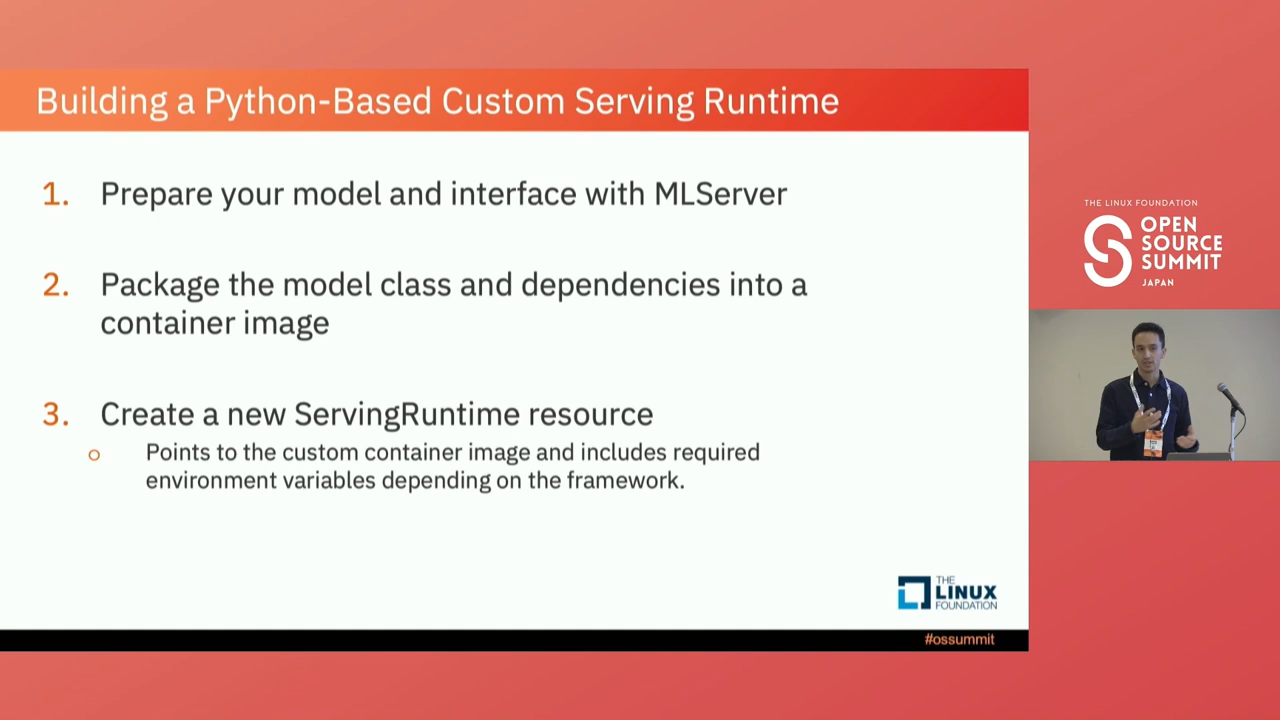 Building a Python-Based Custom Serving Runtime
1. Prepare your model and interface with MLServer
2. Package the model class and dependencies into a
container image
3. Create a new ServingRuntime resource
o Points to the custom container image and includes required
environment variables depending on the framework.
THE
LINUX
FOUNDATION
#ossummit
THE LINUX FOUNDATION
OPEN
SOURCE
SUMMIT
JAPAN